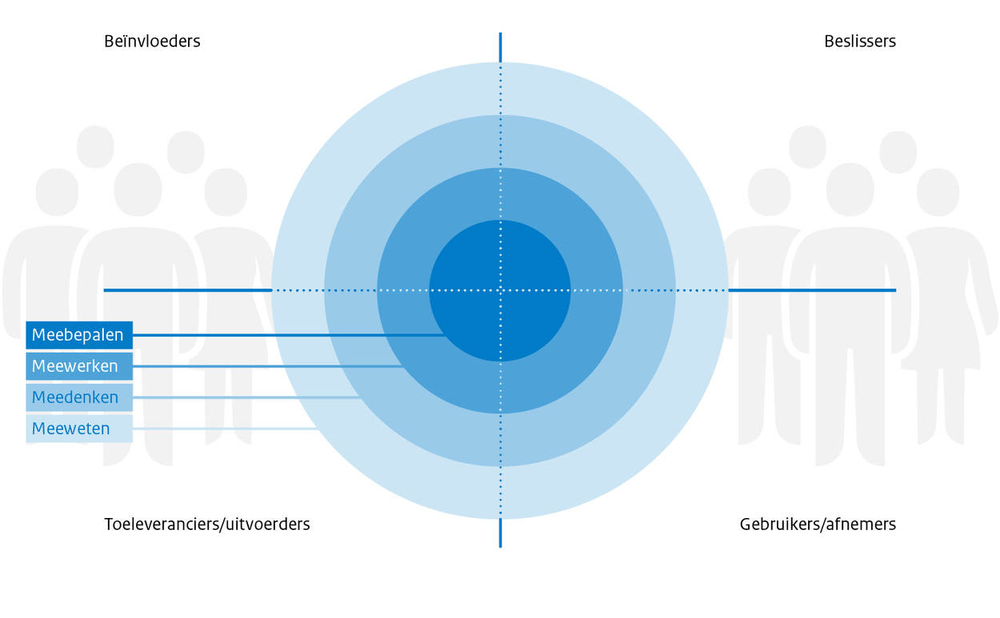 Beïnvloeders
Beslissers
Meebepalen
Meewerken
Meedenken
Meeweten
Toeleveranciers/uitvoerders
Gebruikers/afnemers